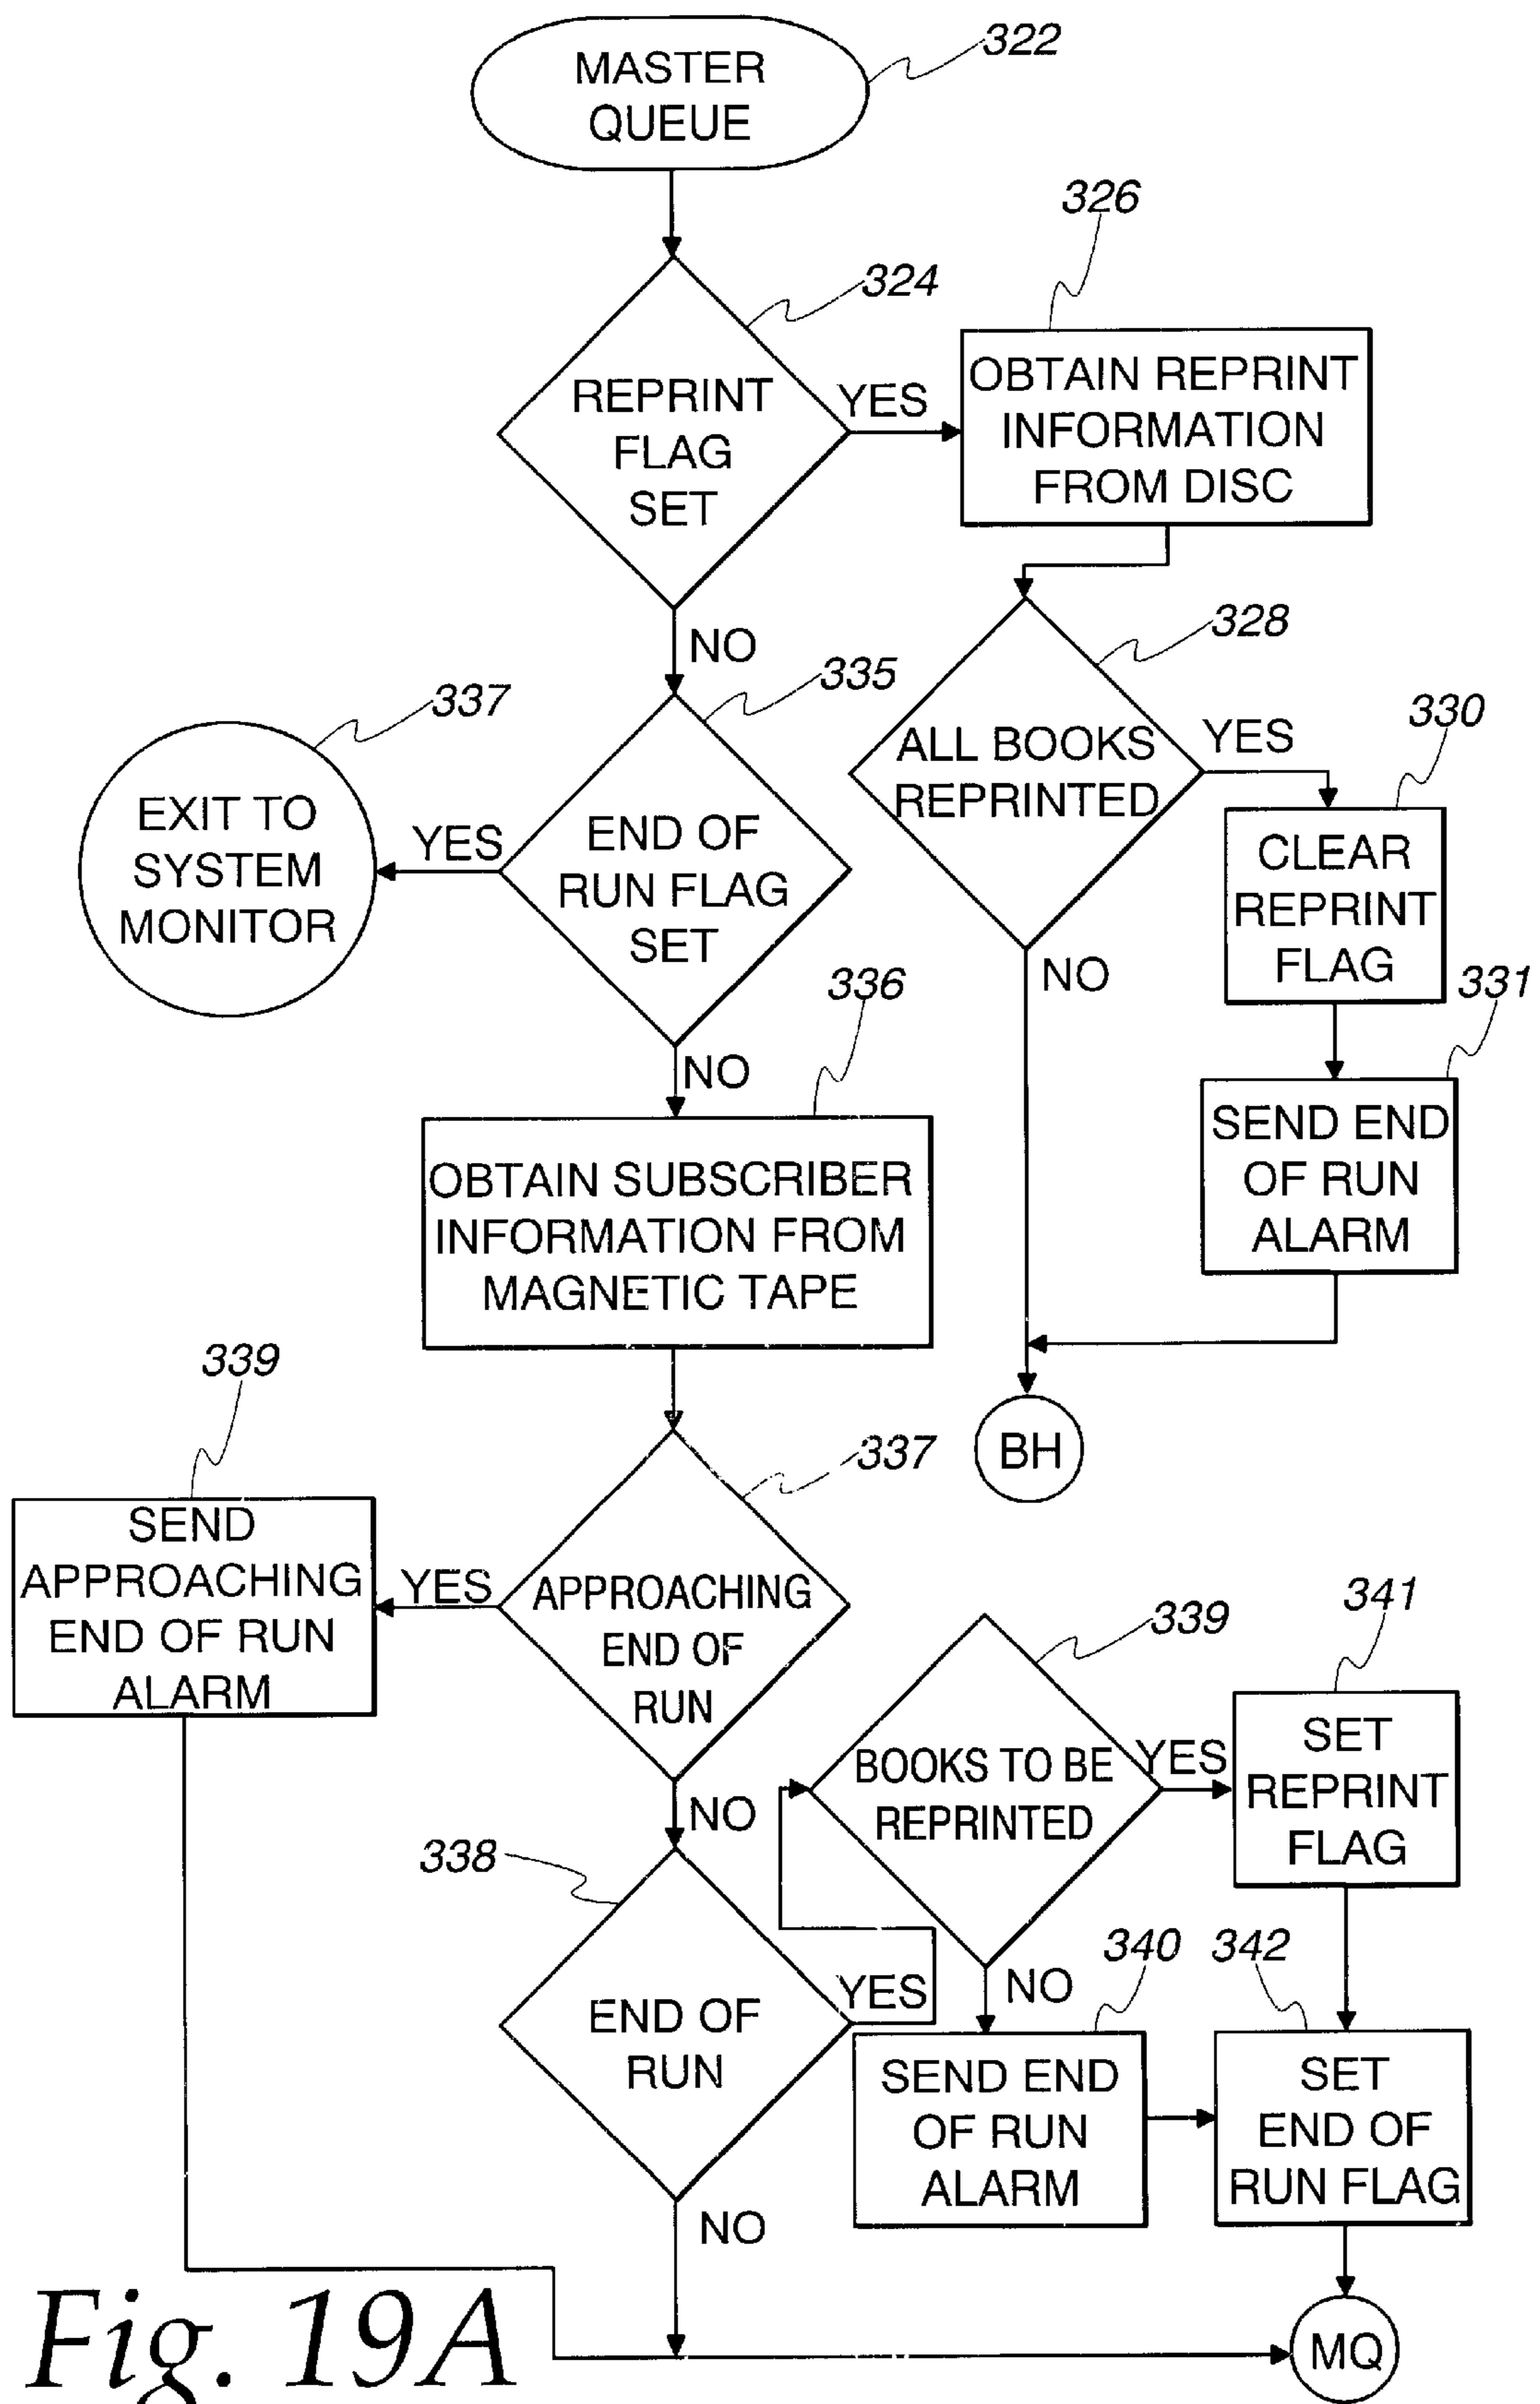 322
MASTER
QUEUE
326
324
REPRINT
FLAG
SET
YES
OBTAIN REPRINT
INFORMATION
FROM DISC
NO
328
335
337
ALL BOOKS
REPRINTED
YES
330
EXIT TO
SYSTEM
MONITOR
YES
END OF
RUN FLAG
SET
CLEAR
REPRINT
FLAG
NO
331
336
NO
SEND END
OF RUN
ALARM
OBTAIN SUBSCRIBER
INFORMATION FROM
MAGNETIC TAPE
339
337
BH
SEND
APPROACHING
END OF RUN
ALARM
YES
APPROACHING
END OF
RUN
339
341
BOOKS TO BE
REPRINTED
YES
SET
REPRINT
FLAG
NO
338
340
342
NO
YES
END OF
RUN
SEND END
OF RUN
ALARM
SET
END OF
RUN FLAG
NO
MQ
Fig. 19A